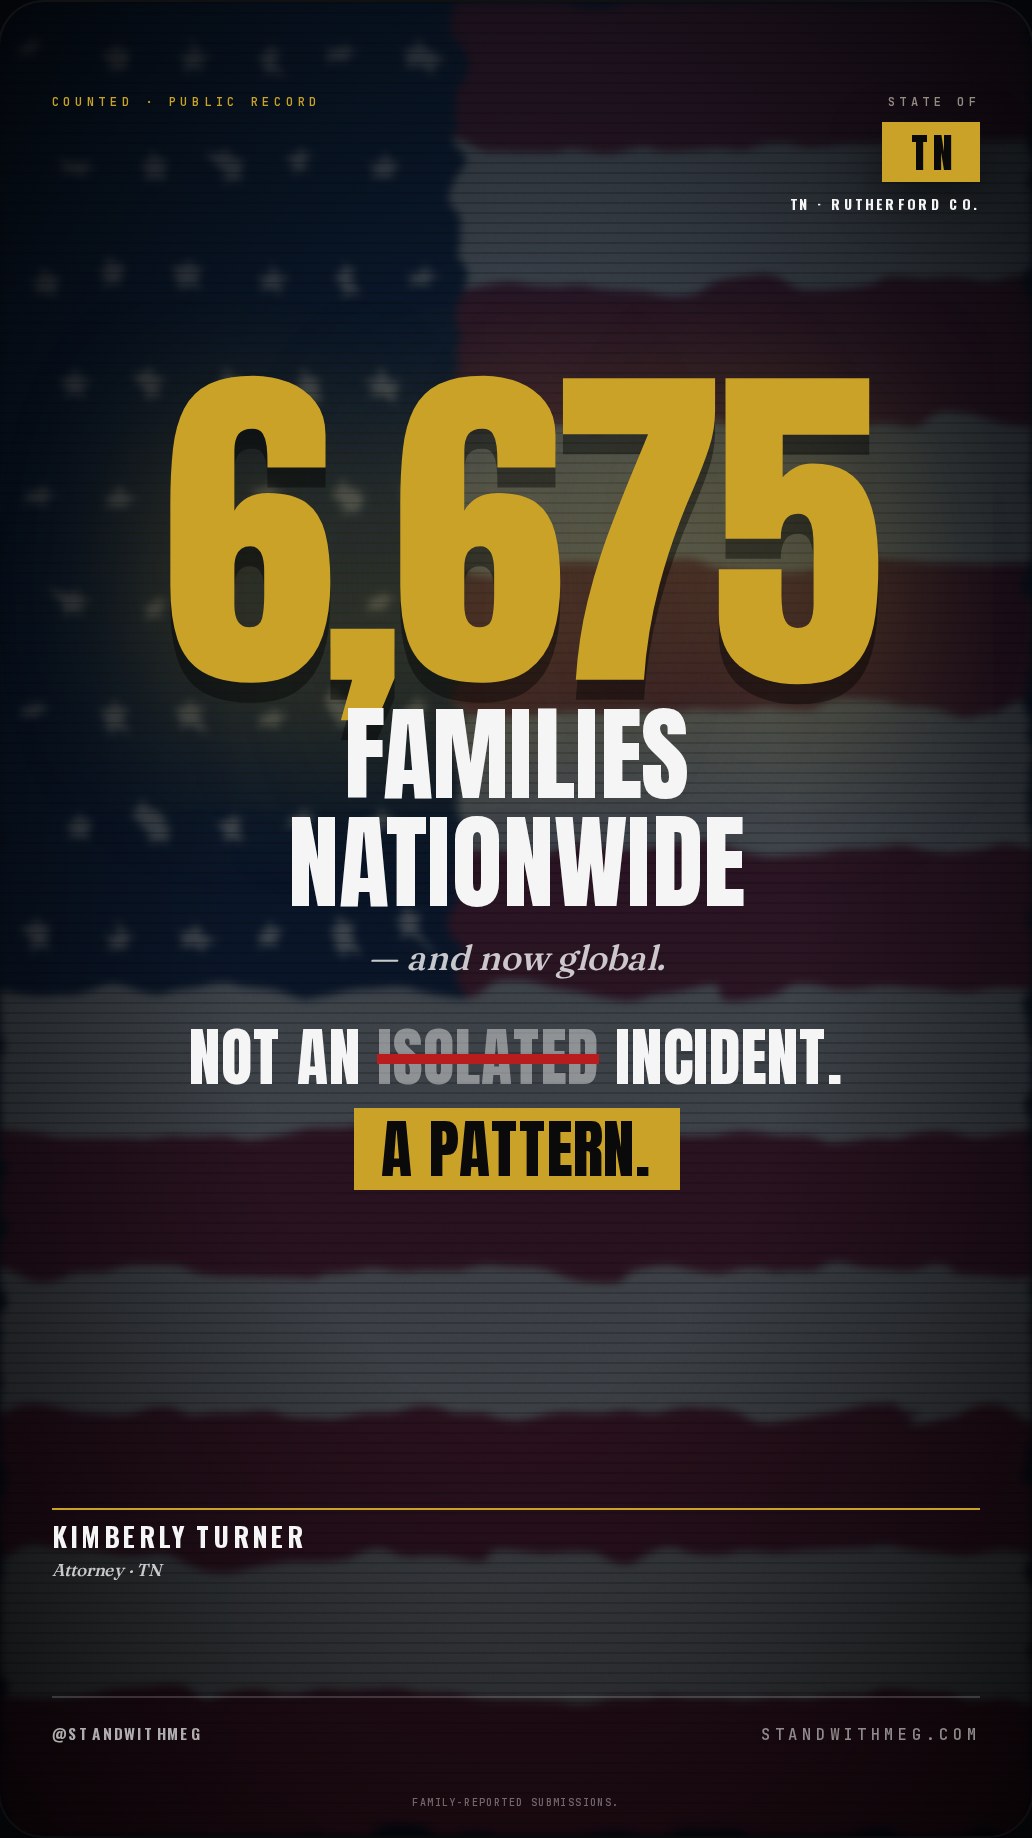 COUNTED · PUBLIC RECORD
STATE OF
TN
TN · RUTHERFORD CO.
6,675
FAMILIES
NATIONWIDE
— and now global.
NOT AN ISOLATED INCIDENT.
A PATTERN.
KIMBERLY TURNER
Attorney · TN
@STANDWITHMEG
STANDWITHMEG.COM
FAMILY-REPORTED SUBMISSIONS.